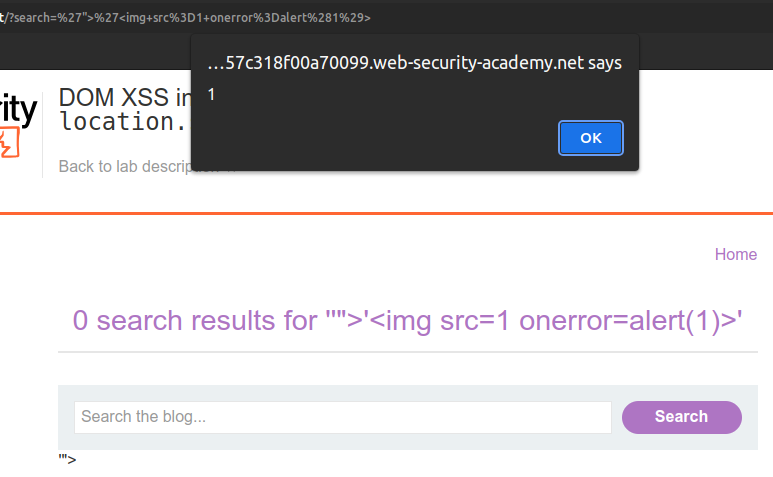 t/?search=%27">%27<img+src%3D1+onerror%3Dalert%281%29>
...57c318f00a70099.web-security-academy.net says
1
OK
rity
DOM XSS in
location.
Back to lab descrip
Home
0 search results for ''">'<img src=1 onerror=alert(1)>'
Search the blog...
Search
'">